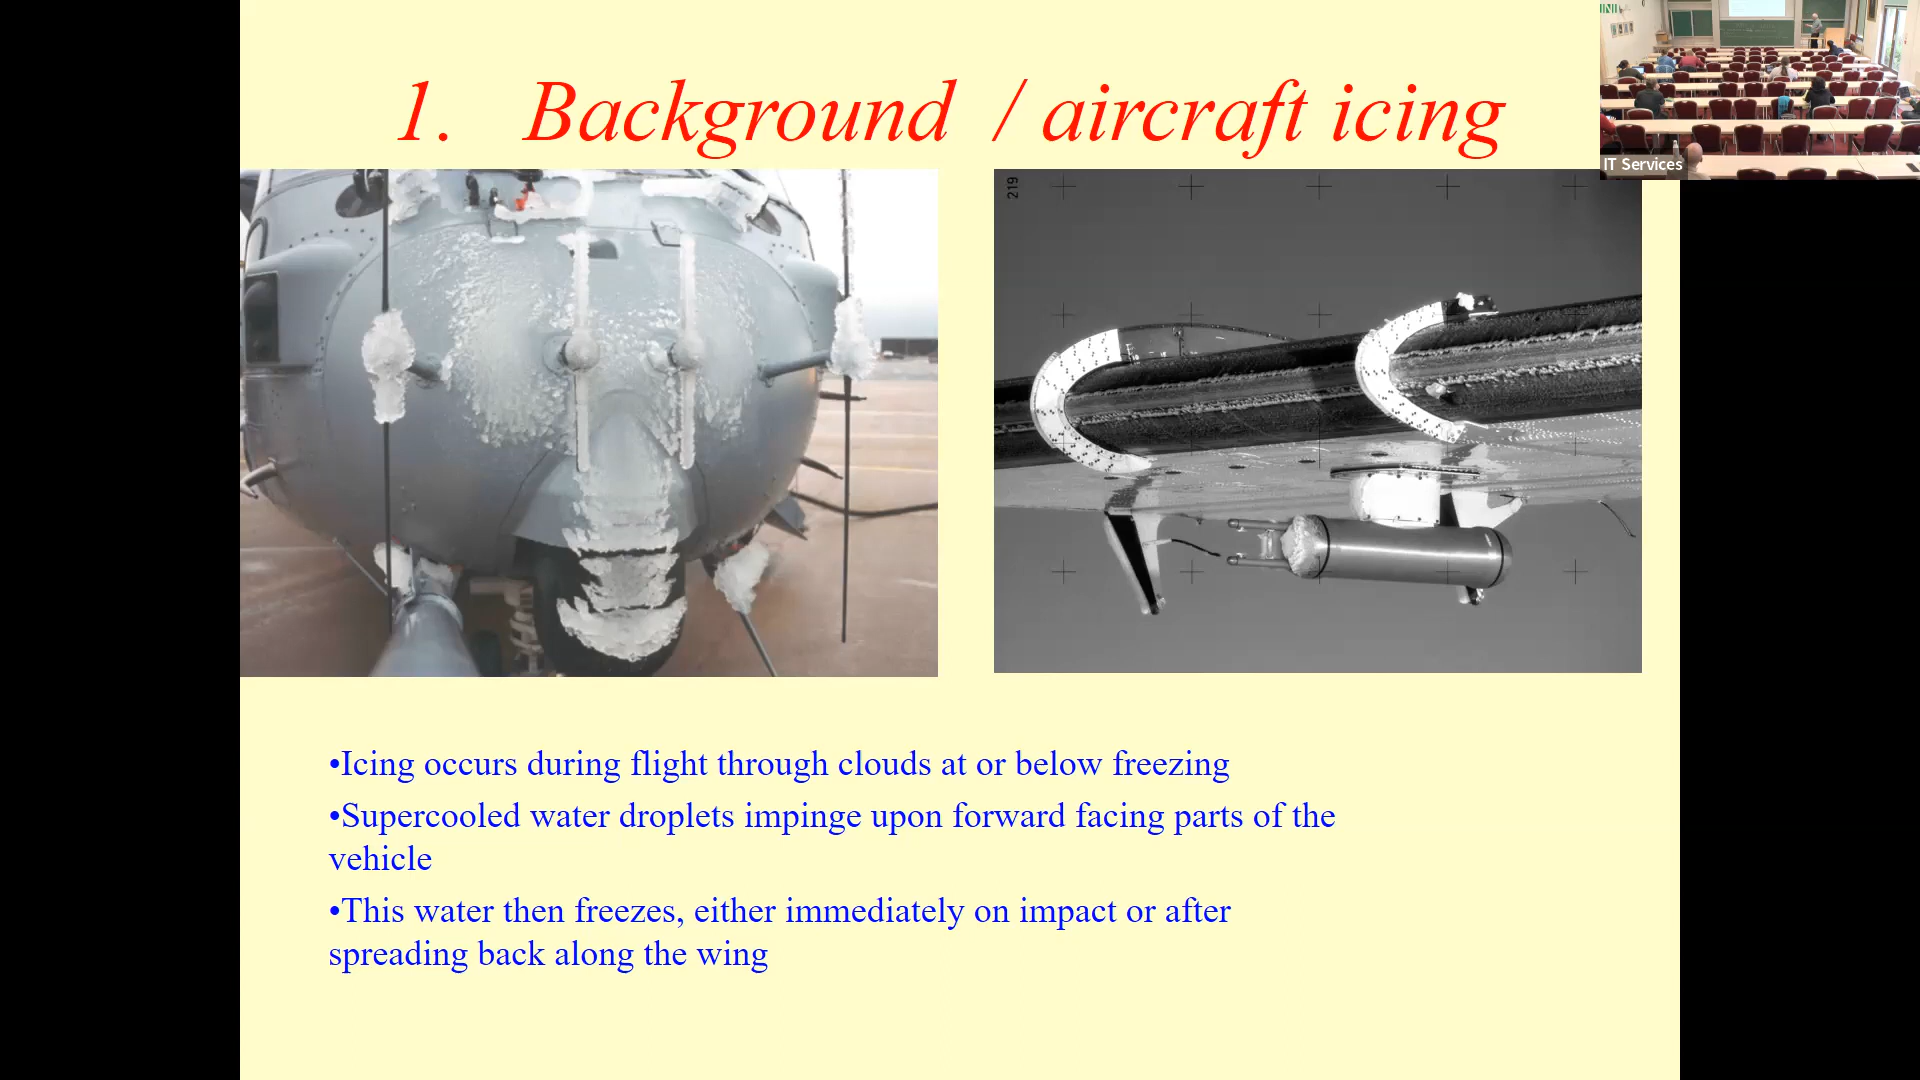 1. Background / aircraft icing
IT Services
219
•Icing occurs during flight through clouds at or below freezing
•Supercooled water droplets impinge upon forward facing parts of the
vehicle
•This water then freezes, either immediately on impact or after
spreading back along the wing